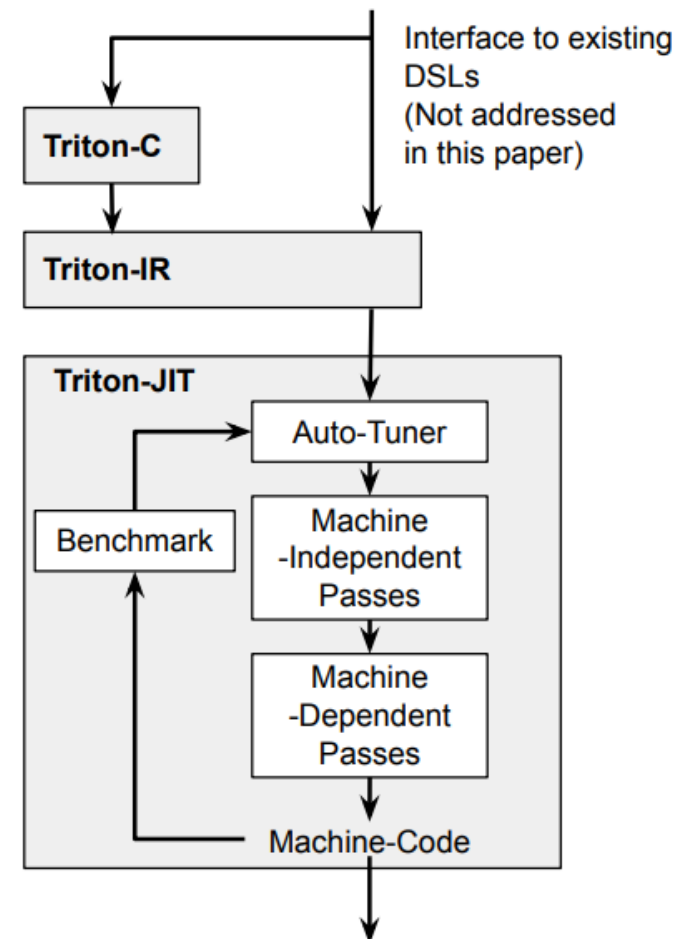 Interface to existing
DSLs
(Not addressed
in this paper)
Triton-C
Triton-IR
Triton-JIT
Auto-Tuner
Benchmark
Machine
-Independent
Passes
Machine
-Dependent
Passes
Machine-Code